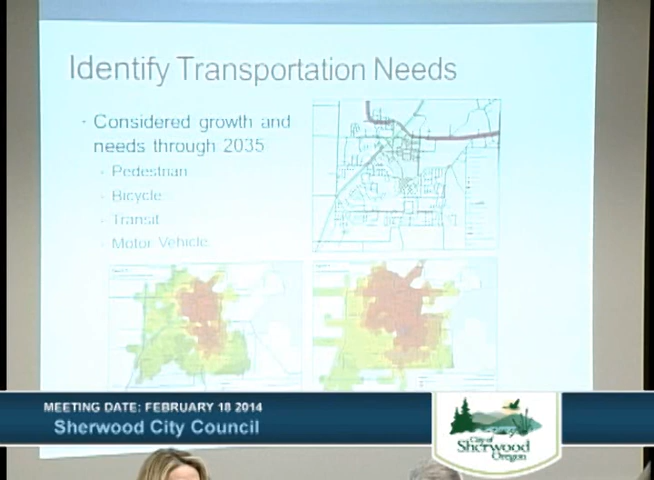 Identify Transportation Needs
- Considered growth and
needs through 2035
- Pedestrian
- Bicycle
- Transit
- Motor Vehicle
MEETING DATE: FEBRUARY 18 2014
Sherwood City Council
City of
Sherwood
Oregon